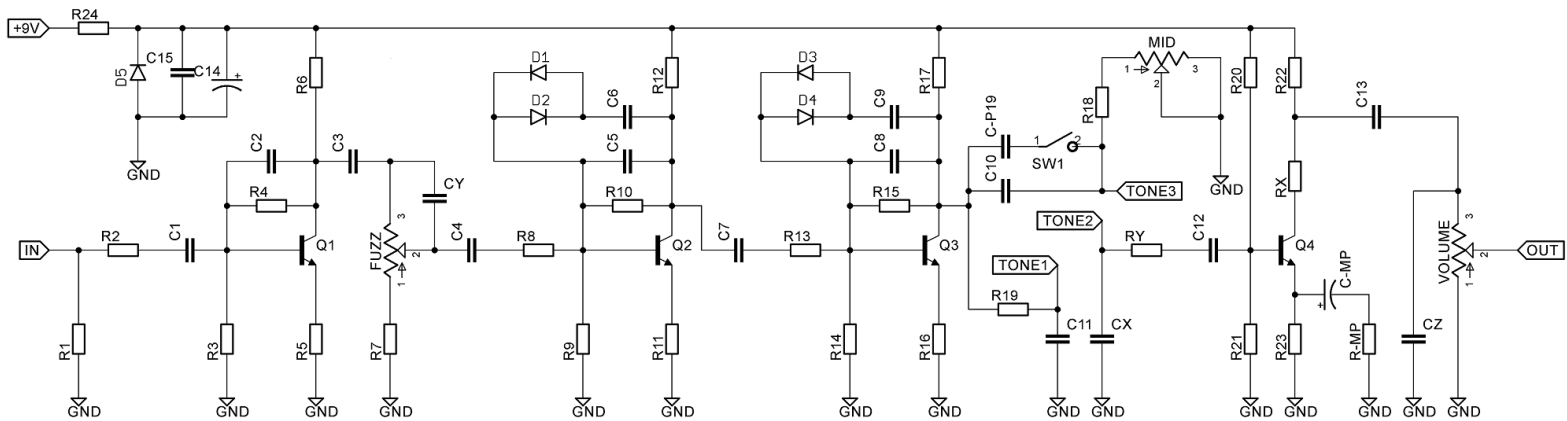 +9V
R24
D5
C15
C14
+
GND
R6
C2
C3
R4
Q1
IN
R2
C1
R1
GND
R3
GND
R5
GND
CY
FUZZ
3
2
1
R7
GND
C4
D1
D2
C6
C5
R12
R10
R8
Q2
R9
GND
R11
GND
C7
D3
D4
C9
C8
R17
R15
R13
Q3
R14
GND
R16
GND
C-P19
1
2
SW1
C10
R18
MID
1
2
3
GND
TONE3
TONE2
TONE1
R19
C11
GND
RY
C12
CX
GND
R20
R21
GND
R22
RX
Q4
C13
C-MP
+
R23
GND
R-MP
GND
CZ
GND
VOLUME
3
2
1
GND
OUT